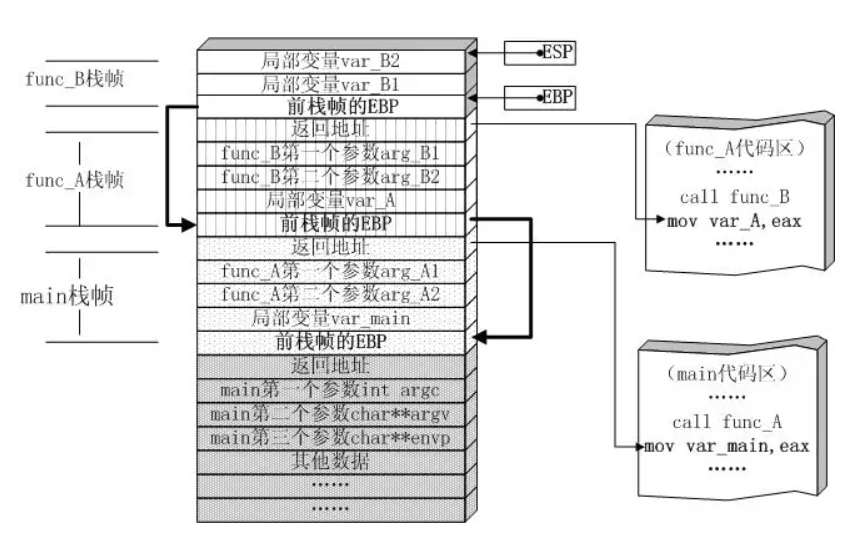 func_B栈帧
func_A栈帧
main栈帧
局部变量var_B2
局部变量var_B1
前栈帧的EBP
返回地址
func_B第一个参数arg_B1
func_B第二个参数arg_B2
局部变量var_A
前栈帧的EBP
返回地址
func_A第一个参数arg_A1
func_A第二个参数arg_A2
局部变量var_main
前栈帧的EBP
返回地址
main第一个参数int argc
main第二个参数char**argv
main第三个参数char**envp
其他数据
……
……
ESP
EBP
（func_A代码区）
……
call func_B
mov var_A,eax
……
（main代码区）
……
call func_A
mov var_main,eax
……